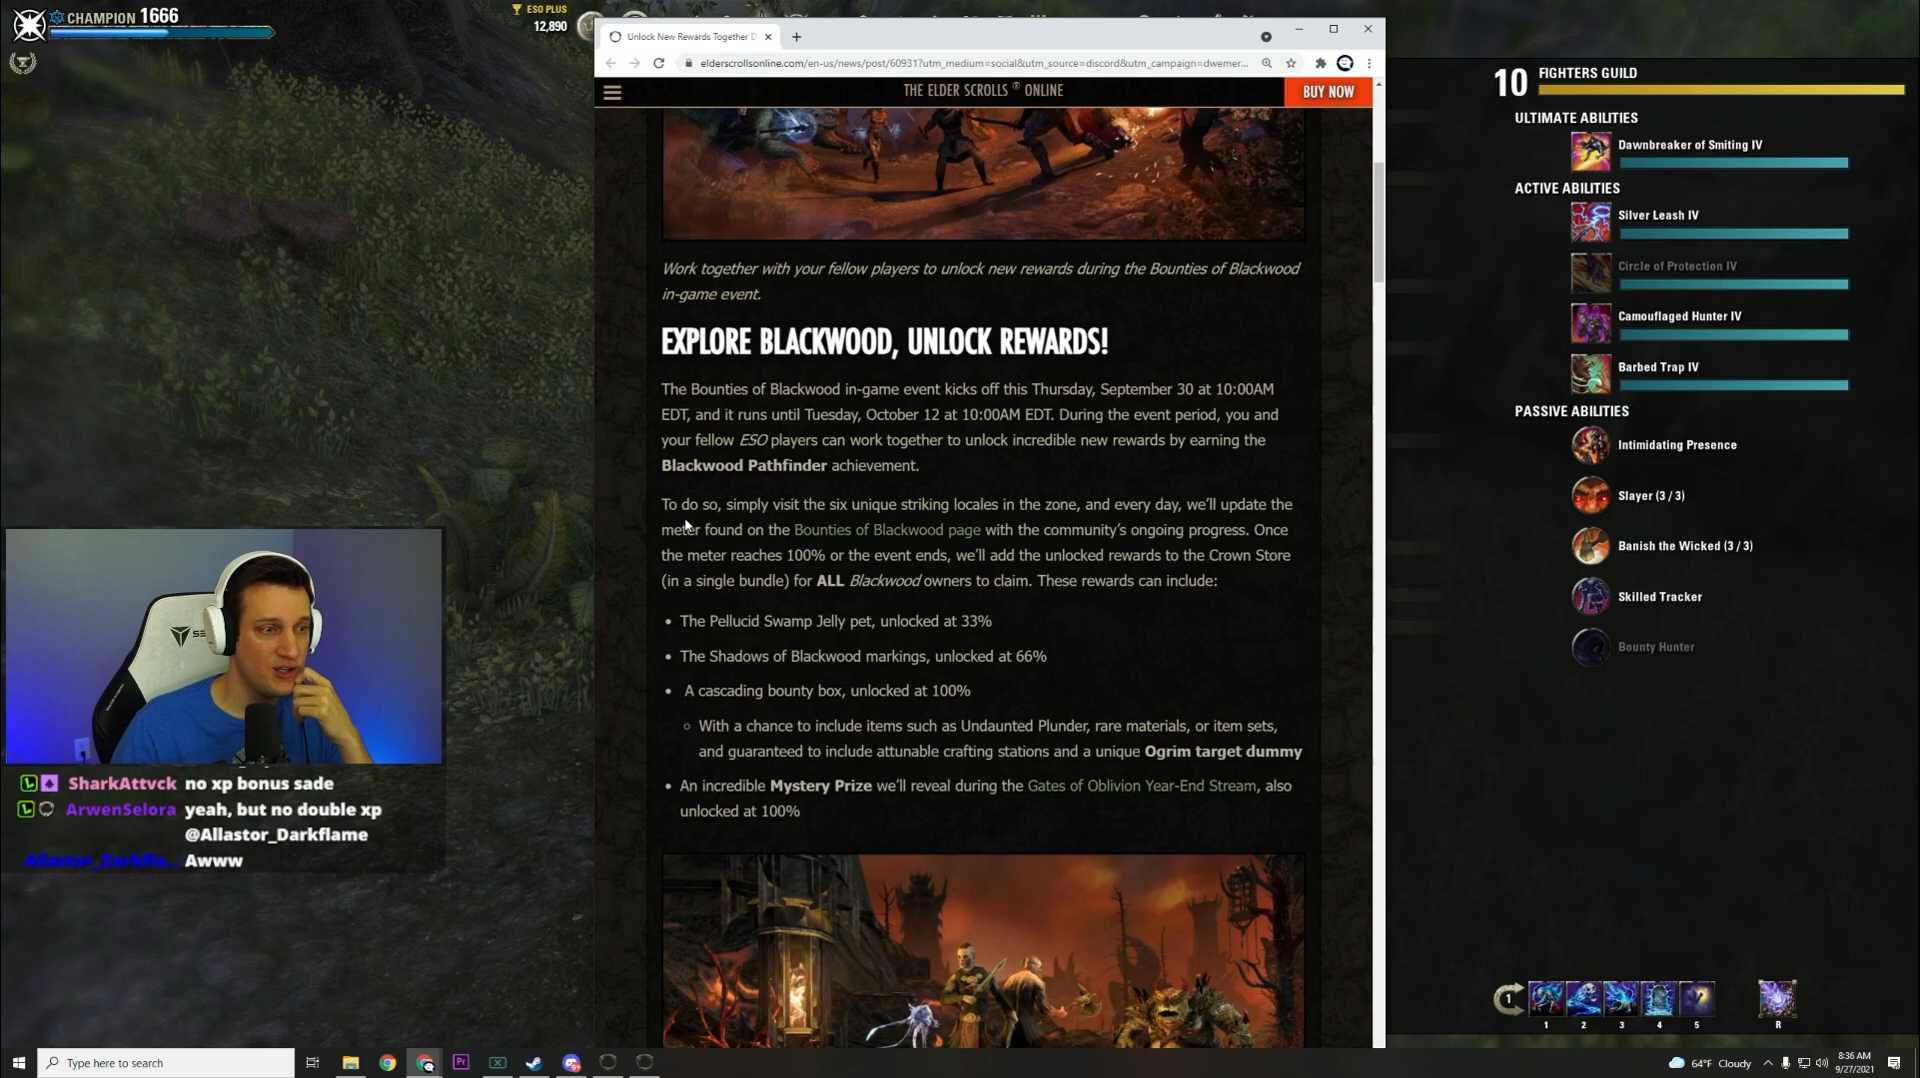 CHAMPION 1666
ESO PLUS
12,890
Unlock New Rewards Together D
elderscrollsonline.com/en-us/news/post/60931?utm_medium=social&utm_source=discord&utm_campaign=dwemer...
THE ELDER SCROLLS ® ONLINE
BUY NOW
Work together with your fellow players to unlock new rewards during the Bounties of Blackwood
in-game event.
EXPLORE BLACKWOOD, UNLOCK REWARDS!
The Bounties of Blackwood in-game event kicks off this Thursday, September 30 at 10:00AM
EDT, and it runs until Tuesday, October 12 at 10:00AM EDT. During the event period, you and
your fellow ESO players can work together to unlock incredible new rewards by earning the
Blackwood Pathfinder achievement.
To do so, simply visit the six unique striking locales in the zone, and every day, we'll update the
meter found on the Bounties of Blackwood page with the community's ongoing progress. Once
the meter reaches 100% or the event ends, we'll add the unlocked rewards to the Crown Store
(in a single bundle) for ALL Blackwood owners to claim. These rewards can include:
• The Pellucid Swamp Jelly pet, unlocked at 33%
• The Shadows of Blackwood markings, unlocked at 66%
• A cascading bounty box, unlocked at 100%
○ With a chance to include items such as Undaunted Plunder, rare materials, or item sets,
and guaranteed to include attunable crafting stations and a unique Ogrim target dummy
• An incredible Mystery Prize we'll reveal during the Gates of Oblivion Year-End Stream, also
unlocked at 100%
10 FIGHTERS GUILD
ULTIMATE ABILITIES
Dawnbreaker of Smiting IV
ACTIVE ABILITIES
Silver Leash IV
Circle of Protection IV
Camouflaged Hunter IV
Barbed Trap IV
PASSIVE ABILITIES
Intimidating Presence
Slayer (3 / 3)
Banish the Wicked (3 / 3)
Skilled Tracker
Bounty Hunter
1
1 2 3 4 5 R
SharkAttvck no xp bonus sade
ArwenSelora yeah, but no double xp
@Allastor_Darkflame
Allastor_Darkfla... Awww
Type here to search
Pr
64°F Cloudy
8:36 AM
9/27/2021